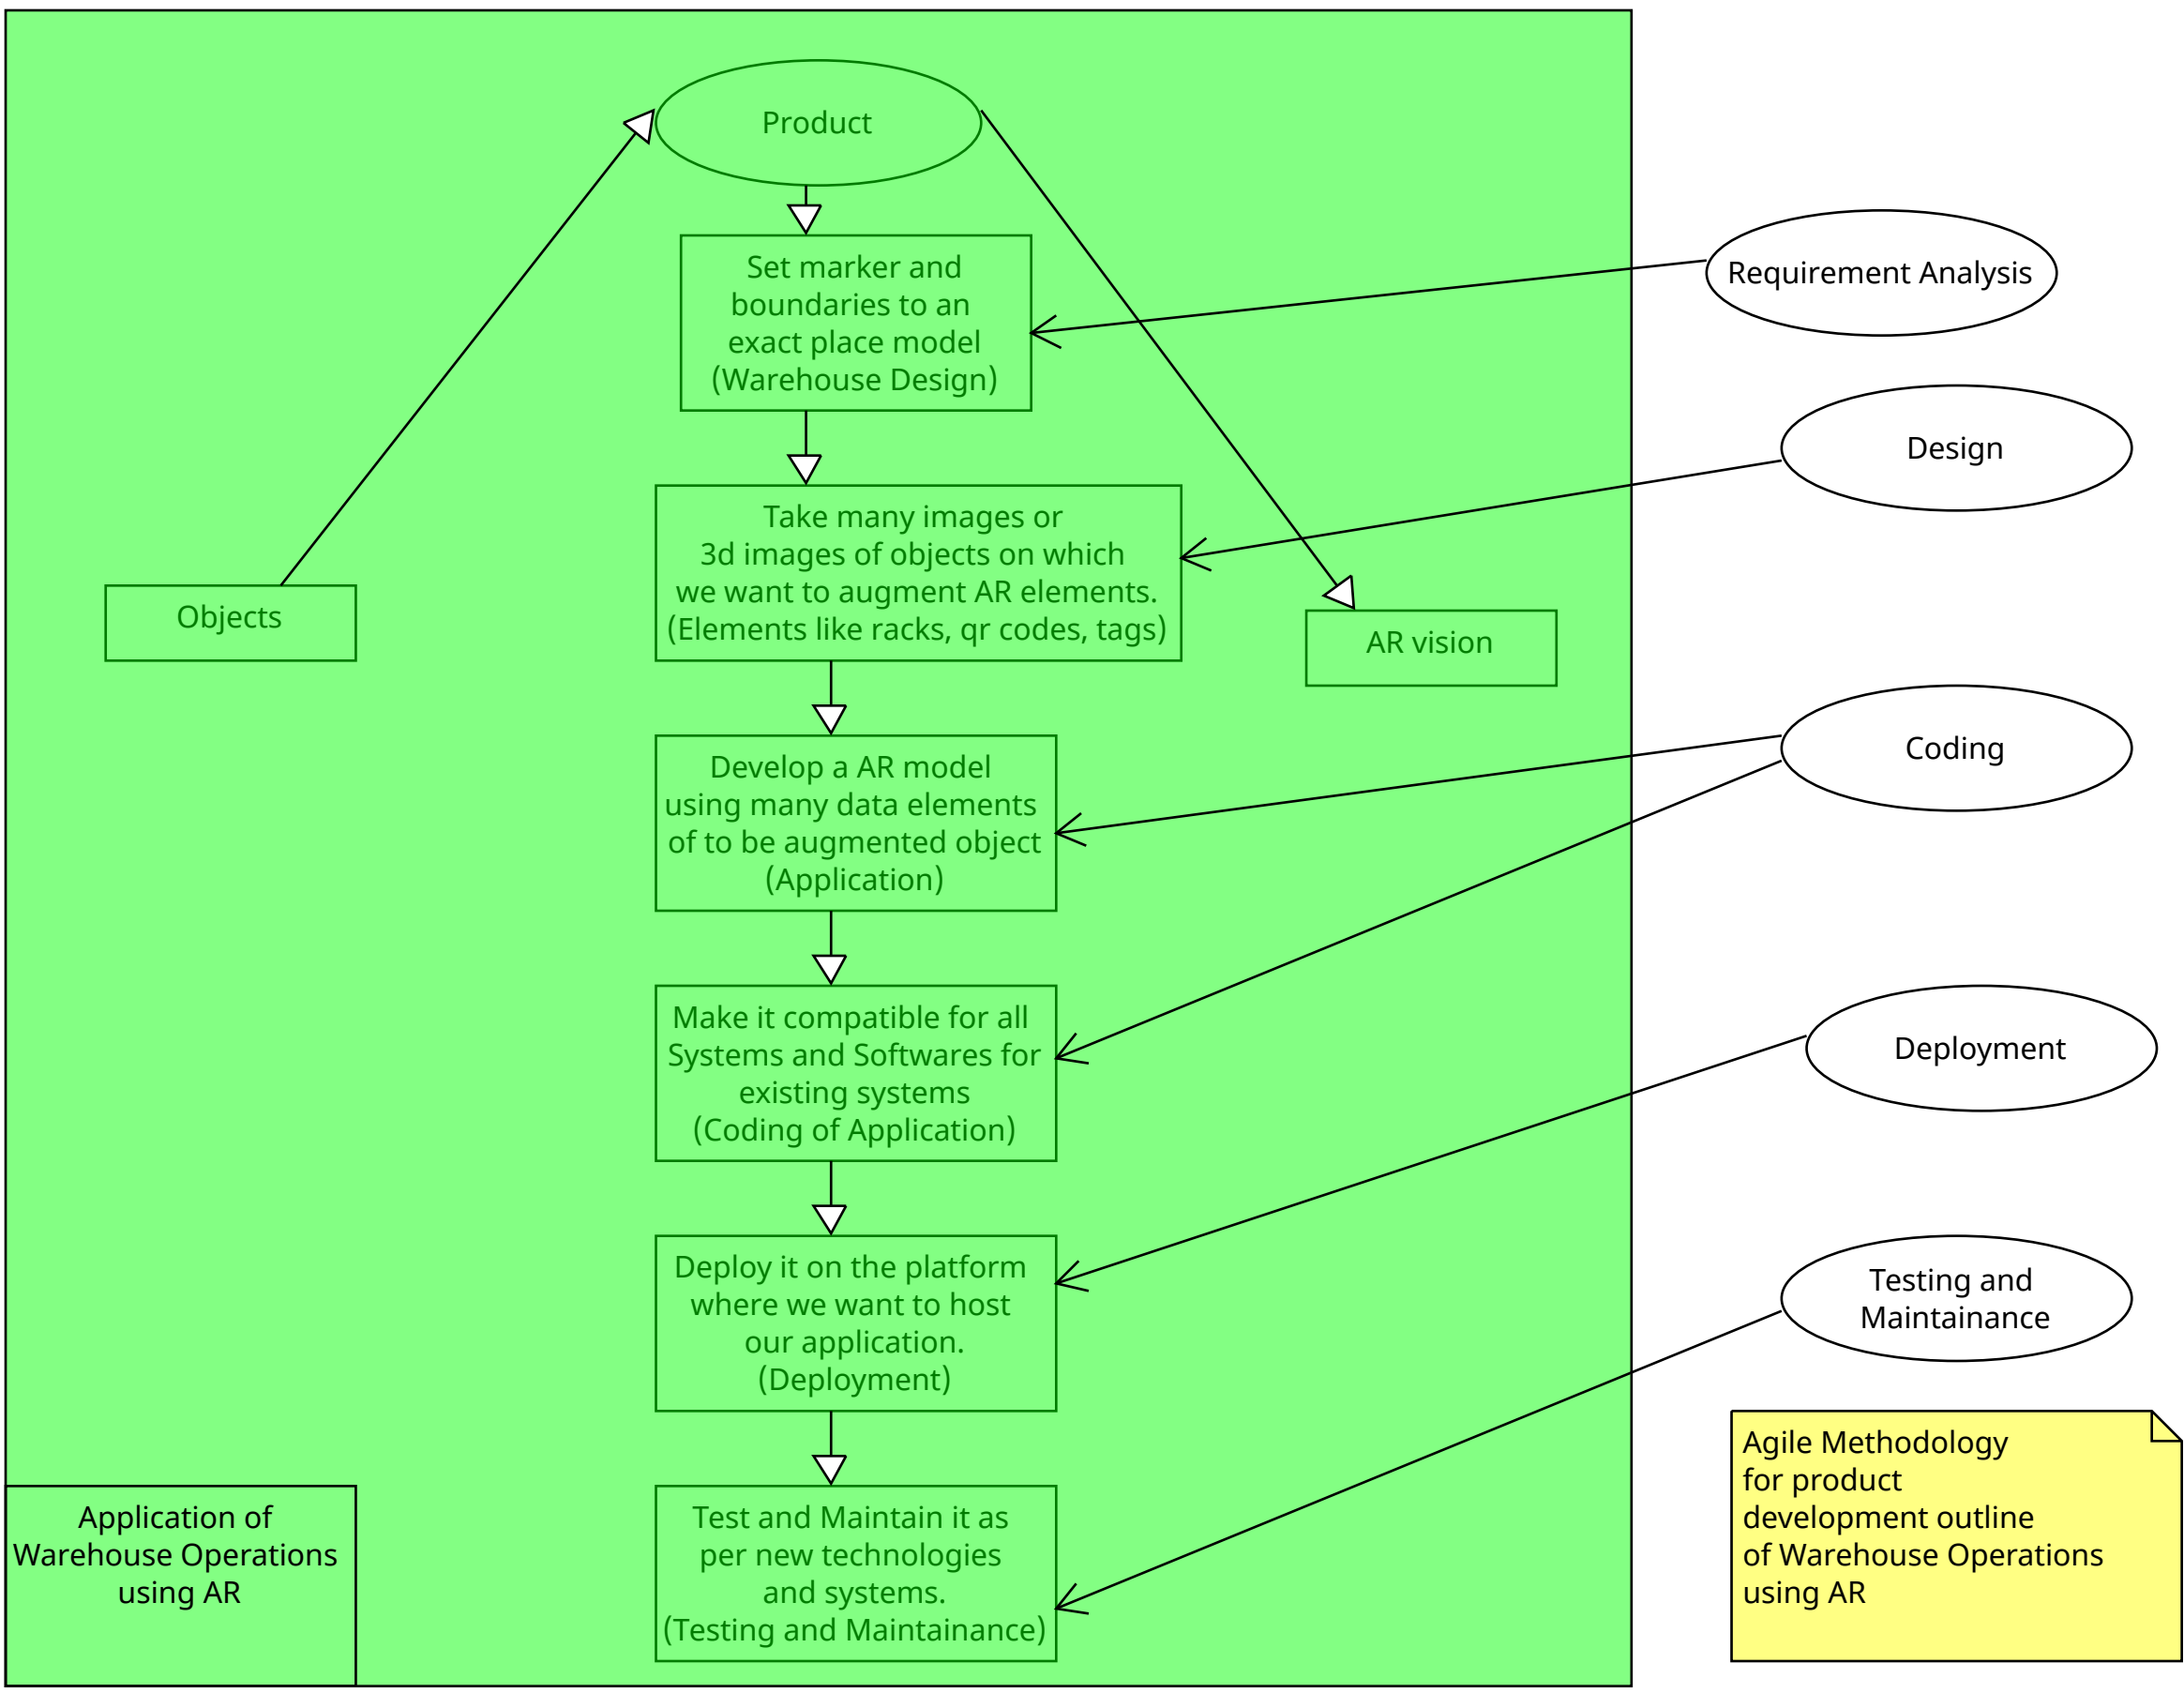 Product
Set marker and
boundaries to an
exact place model
(Warehouse Design)
Requirement Analysis
Design
Take many images or
3d images of objects on which
we want to augment AR elements.
(Elements like racks, qr codes, tags)
Objects
AR vision
Coding
Develop a AR model
using many data elements
of to be augmented object
(Application)
Make it compatible for all
Systems and Softwares for
existing systems
(Coding of Application)
Deployment
Deploy it on the platform
where we want to host
our application.
(Deployment)
Testing and
Maintainance
Test and Maintain it as
per new technologies
and systems.
(Testing and Maintainance)
Application of
Warehouse Operations
using AR
Agile Methodology
for product
development outline
of Warehouse Operations
using AR